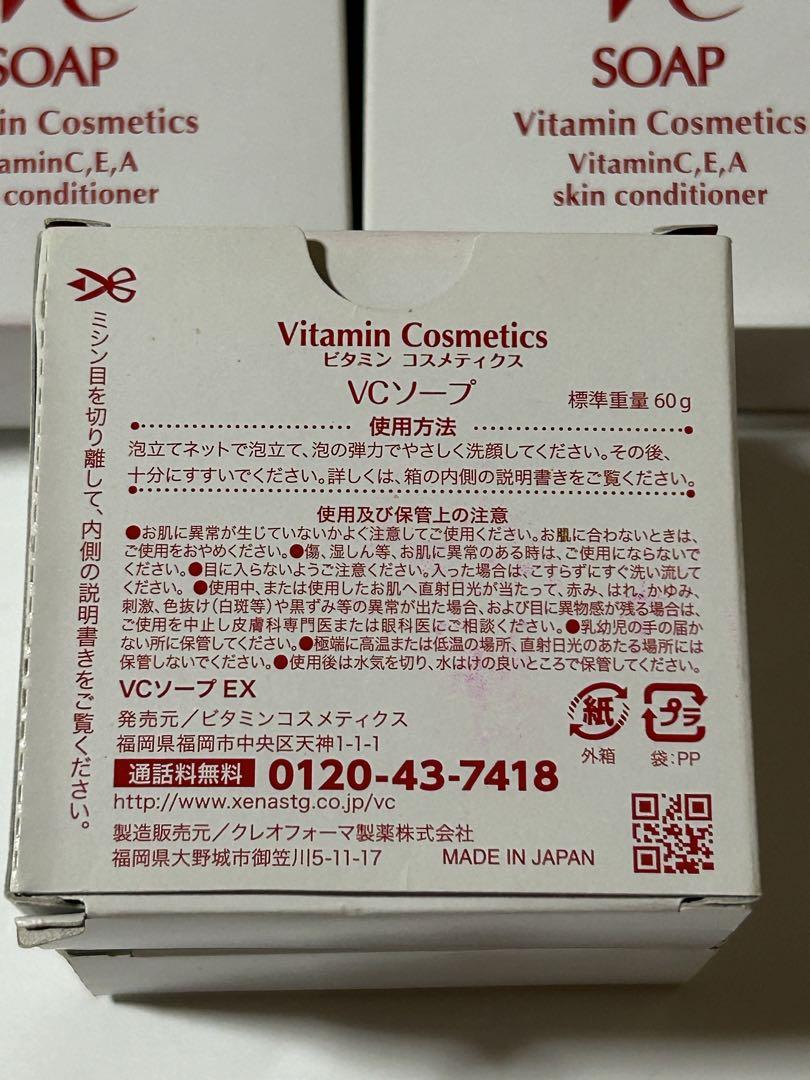 VC
SOAP
Vitamin Cosmetics
VitaminC,E,A
skin conditioner
SOAP
in Cosmetics
aminC,E,A
conditioner
ミシン目を切り離して、内側の説明書きをご覧ください。
Vitamin Cosmetics
ビタミン コスメティクス
VCソープ
標準重量 60g
使用方法
泡立てネットで泡立て、泡の弾力でやさしく洗顔してください。その後、
十分にすすいでください。詳しくは、箱の内側の説明書きをご覧ください。
使用及び保管上の注意
●お肌に異常が生じていないかよく注意してご使用ください。お肌に合わないときは、
ご使用をおやめください。●傷、湿しん等、お肌に異常のある時は、ご使用にならないで
ください。●目に入らないようご注意ください。入った場合は、こすらずにすぐ洗い流して
ください。●使用中、または使用したお肌へ直射日光が当たって、赤み、はれ、かゆみ、
刺激、色抜け(白斑等)や黒ずみ等の異常が出た場合、および目に異物感が残る場合は、
ご使用を中止し皮膚科専門医または眼科医にご相談ください。●乳幼児の手の届か
ない所に保管してください。●極端に高温または低温の場所、直射日光のあたる場所には
保管しないでください。●使用後は水気を切り、水はけの良いところで保管してください。
VCソープ EX
発売元/ビタミンコスメティクス
福岡県福岡市中央区天神1-1-1
通話料無料 0120-43-7418
http://www.xenastg.co.jp/vc
製造販売元/クレオフォーマ製薬株式会社
福岡県大野城市御笠川5-11-17 MADE IN JAPAN
紙
外箱
プラ
袋:PP